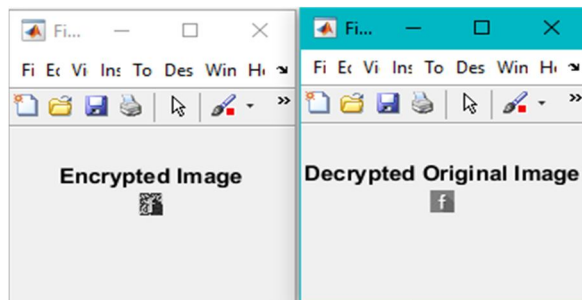 Fi...
Fi Ec Vi Ins To Des Win He
Encrypted Image
f
Fi...
Fi Ec Vi Ins To Des Win He
Decrypted Original Image
f